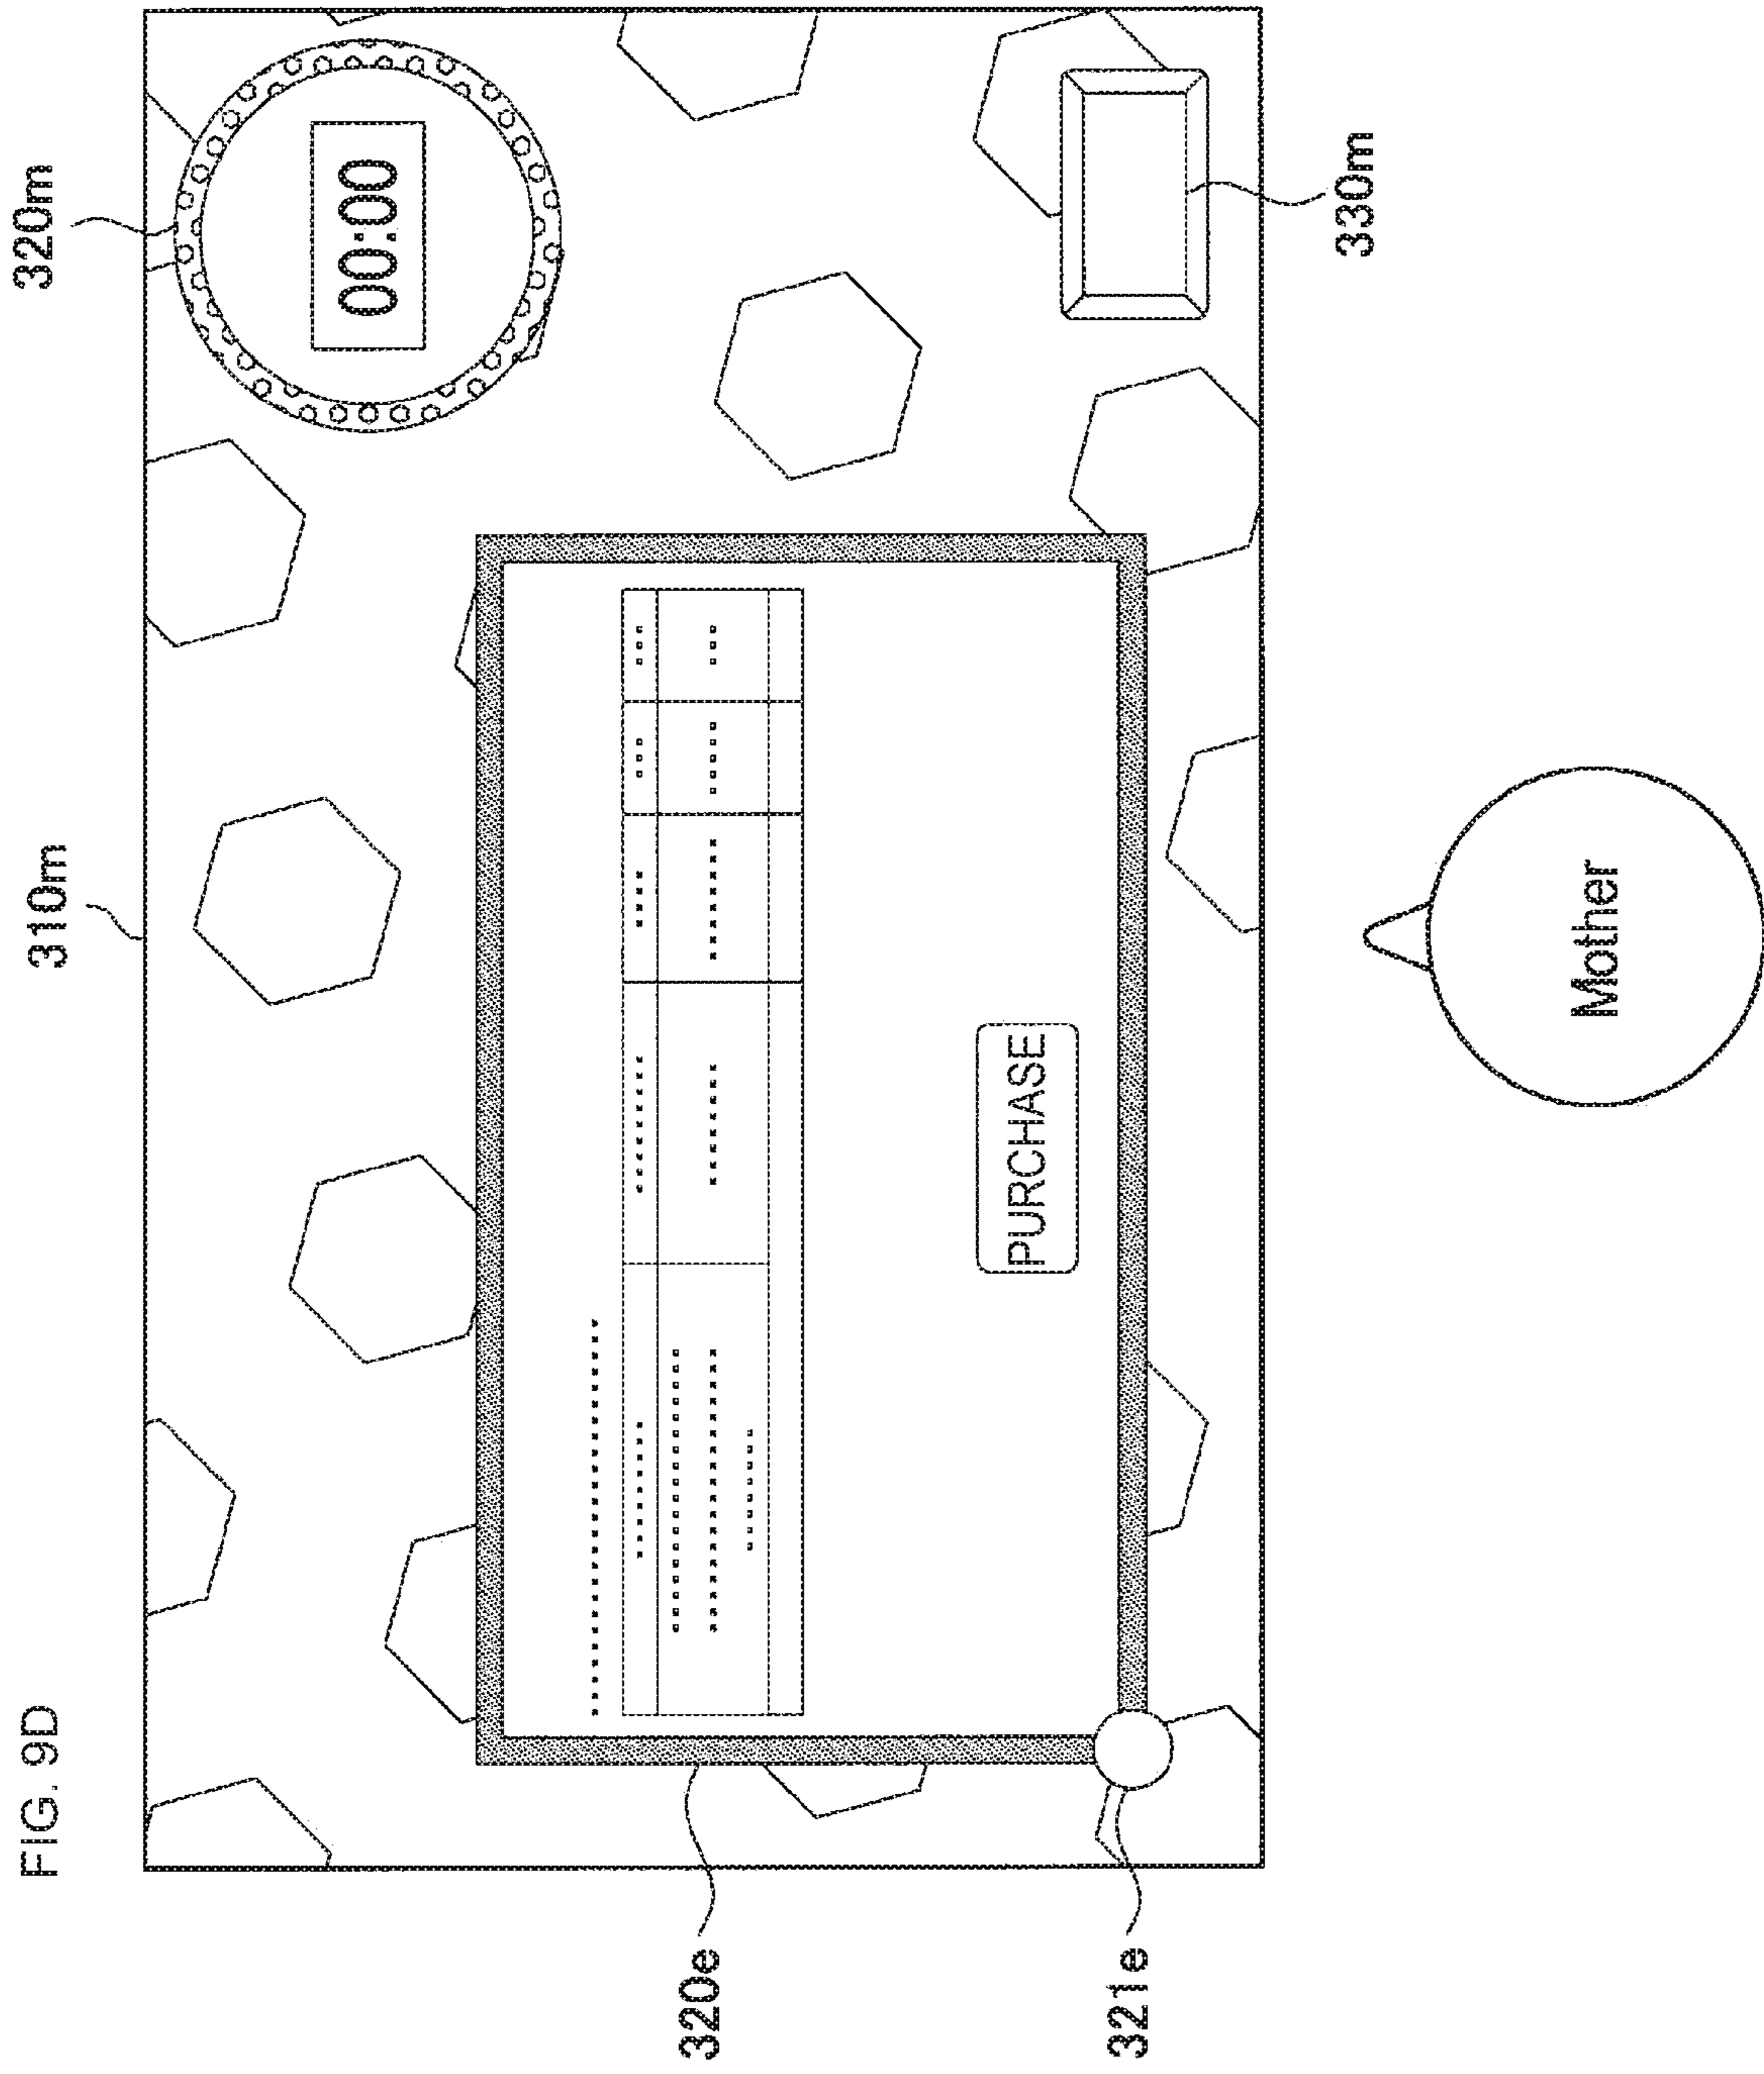 FIG. 9D
310m
320m
00:00
320e
PURCHASE
321e
330m
Mother